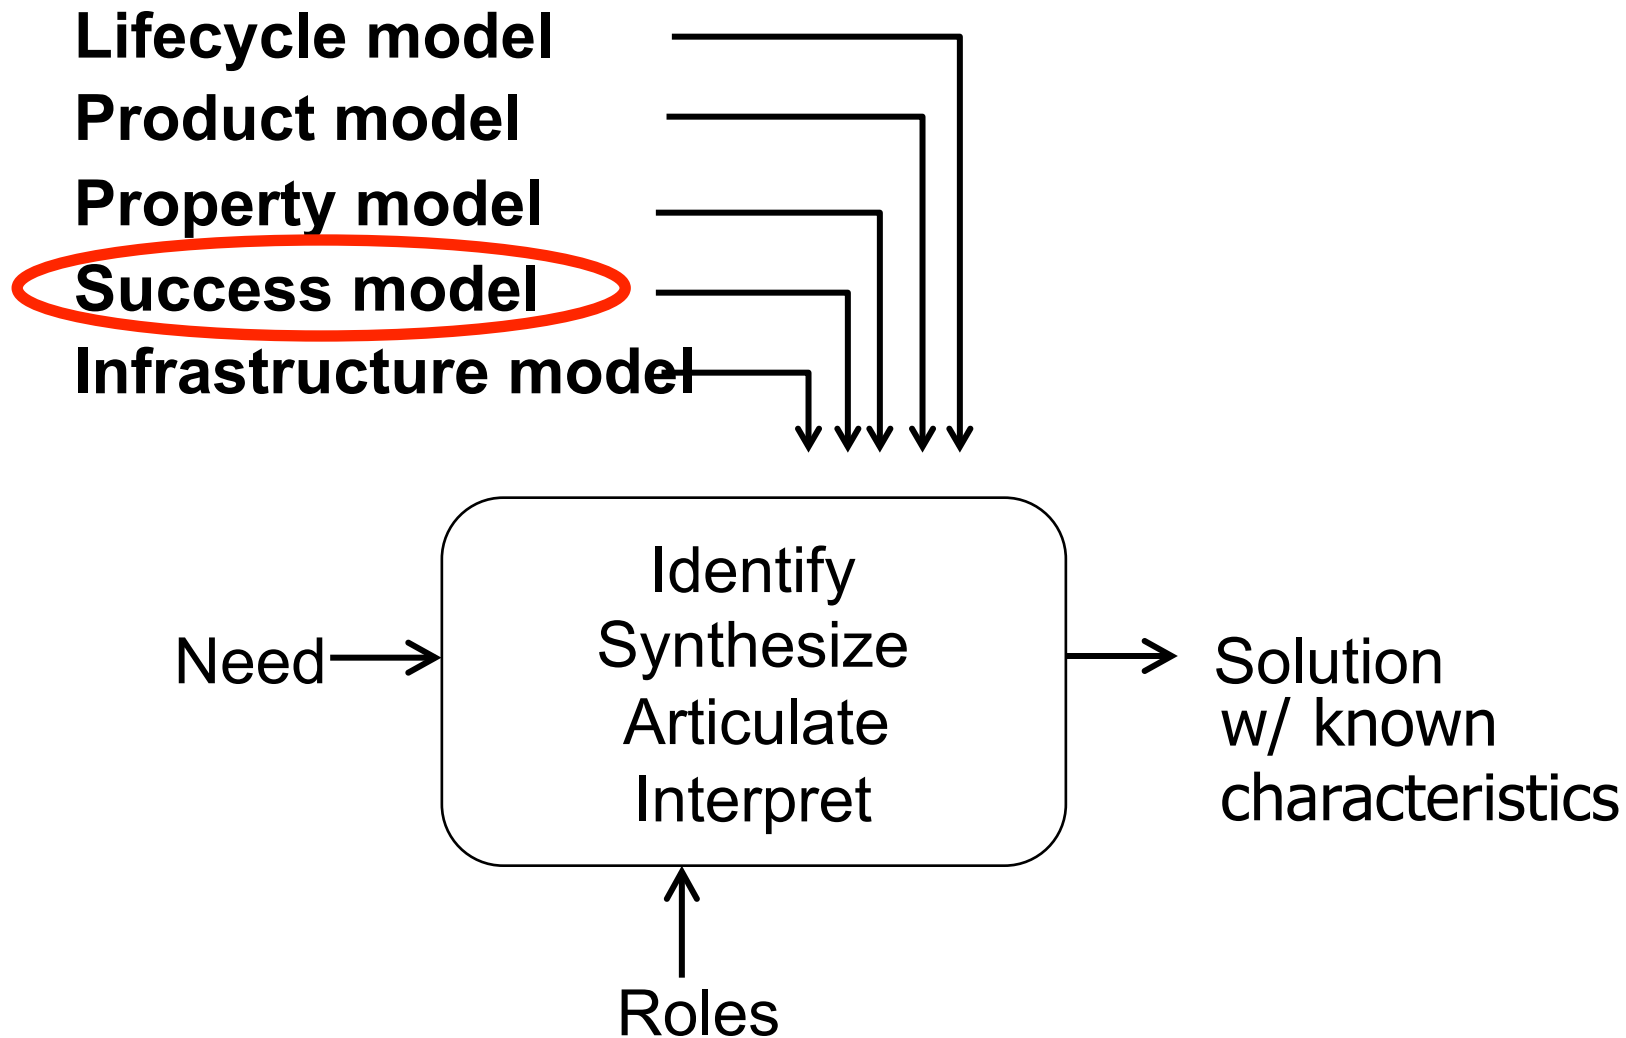 Lifecycle model
Product model
Property model
Success model
Infrastructure model
Identify
Synthesize
Articulate
Interpret
Need
Solution
w/ known
characteristics
Roles